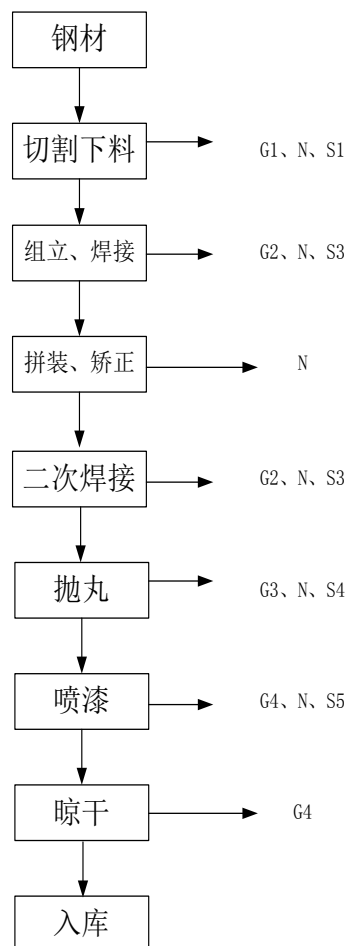 钢材
切割下料
G1、N、S1
组立、焊接
G2、N、S3
拼装、矫正
N
二次焊接
G2、N、S3
抛丸
G3、N、S4
喷漆
G4、N、S5
晾干
G4
入库